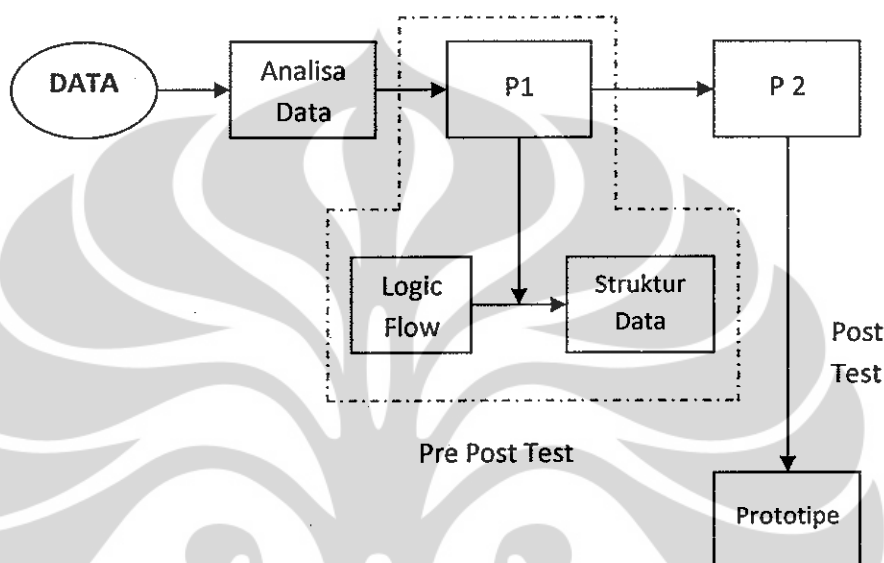 DATA
Analisa
Data
P1
P 2
Logic
Flow
Struktur
Data
Post
Test
Pre Post Test
Prototipe